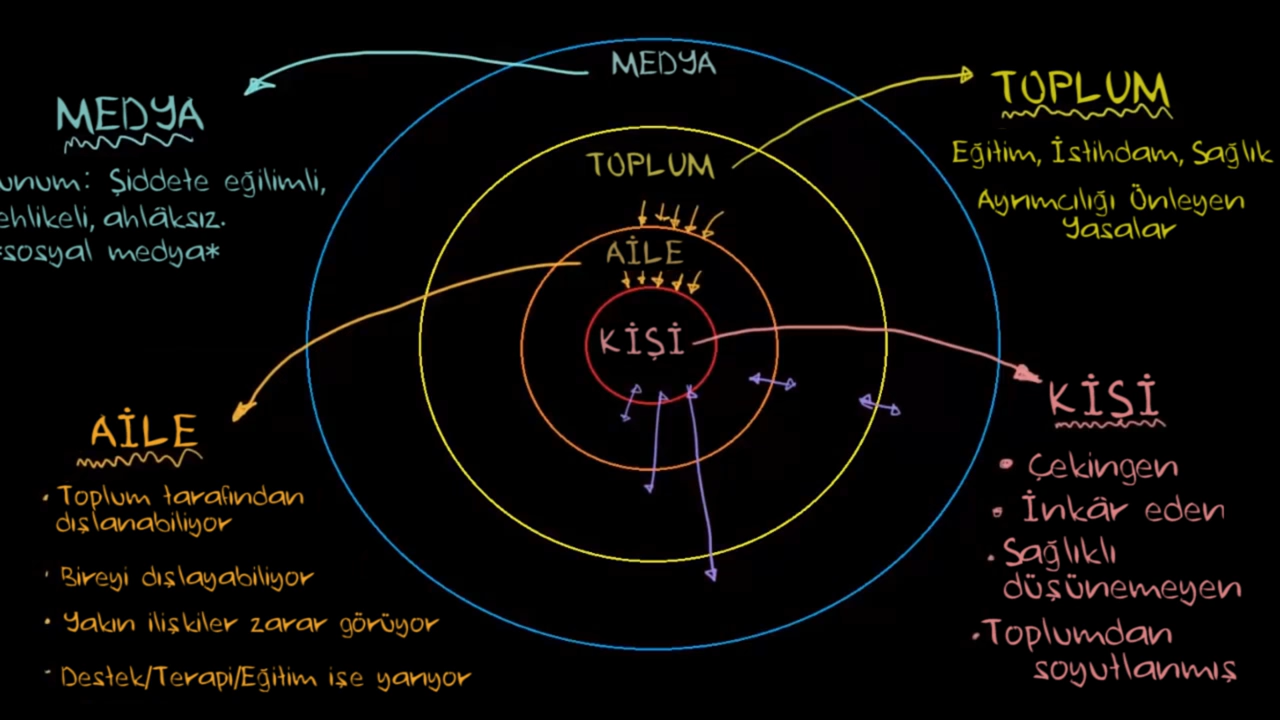 MEDYA
TOPLUM
AİLE
KİŞİ
MEDYA
unum: Şiddete eğilimli,
ehlikeli, ahlâksız.
*sosyal medya*
TOPLUM
Eğitim, İstihdam, Sağlık
Ayrımcılığı Önleyen
Yasalar
AİLE
• Toplum tarafından
dışlanabiliyor
• Bireyi dışlayabiliyor
• Yakın ilişkiler zarar görüyor
• Destek/Terapi/Eğitim işe yarıyor
KİŞİ
• Çekingen
• İnkâr eden
• Sağlıklı
düşünemeyen
• Toplumdan
soyutlanmış